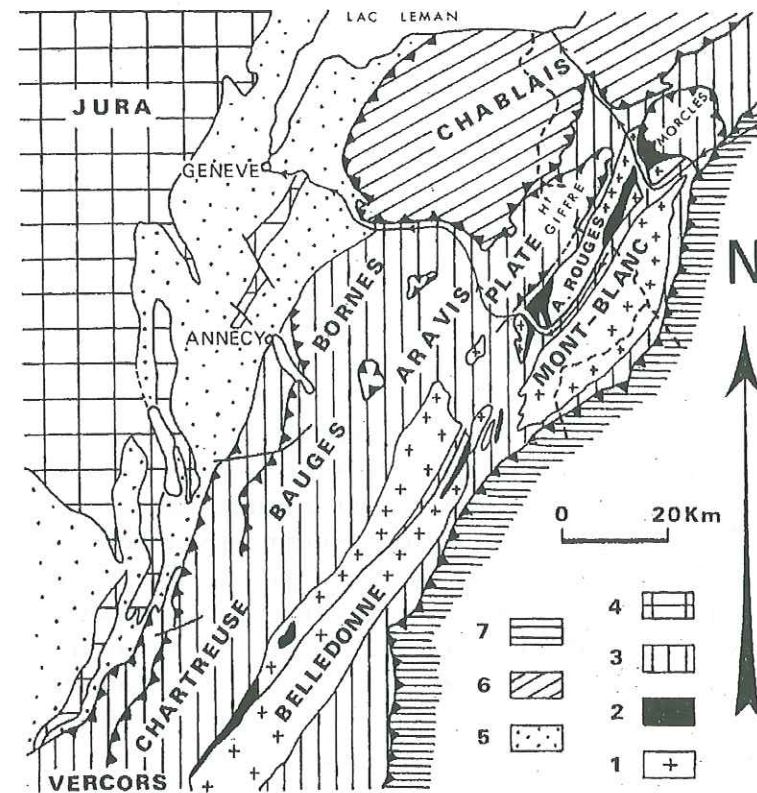 LAC LEMAN
JURA
CHABLAIS
MORCLES
GENEVE
HT GIFFRE
PLATE
A. ROUGES
MONT-BLANC
N
BORNES
ARAVIS
ANNECY
BAUGES
0 20Km
BELLEDONNE
CHARTREUSE
7
6
5
4
3
2
1
VERCORS